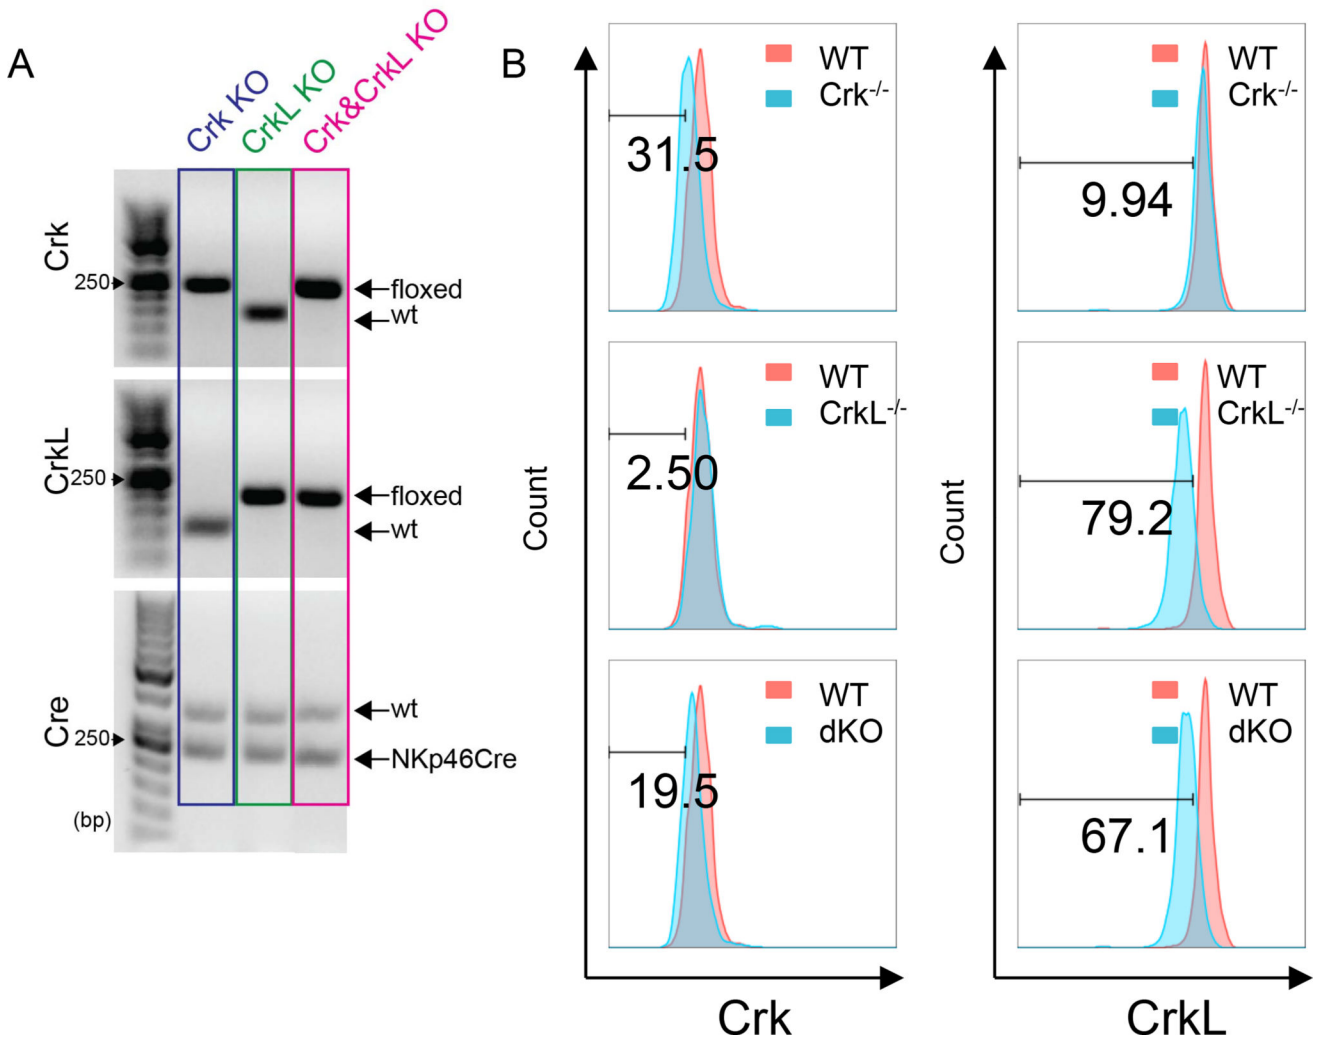 A
Crk KO
CrkL KO
Crk&CrkL KO
Crk
250
floxed
wt
CrkL
250
floxed
wt
Cre
250
wt
NKp46Cre
(bp)
B
WT
Crk-/-
31.5
WT
Crk-/-
9.94
WT
CrkL-/-
2.50
WT
CrkL-/-
79.2
WT
dKO
19.5
WT
dKO
67.1
Count
Count
Crk
CrkL